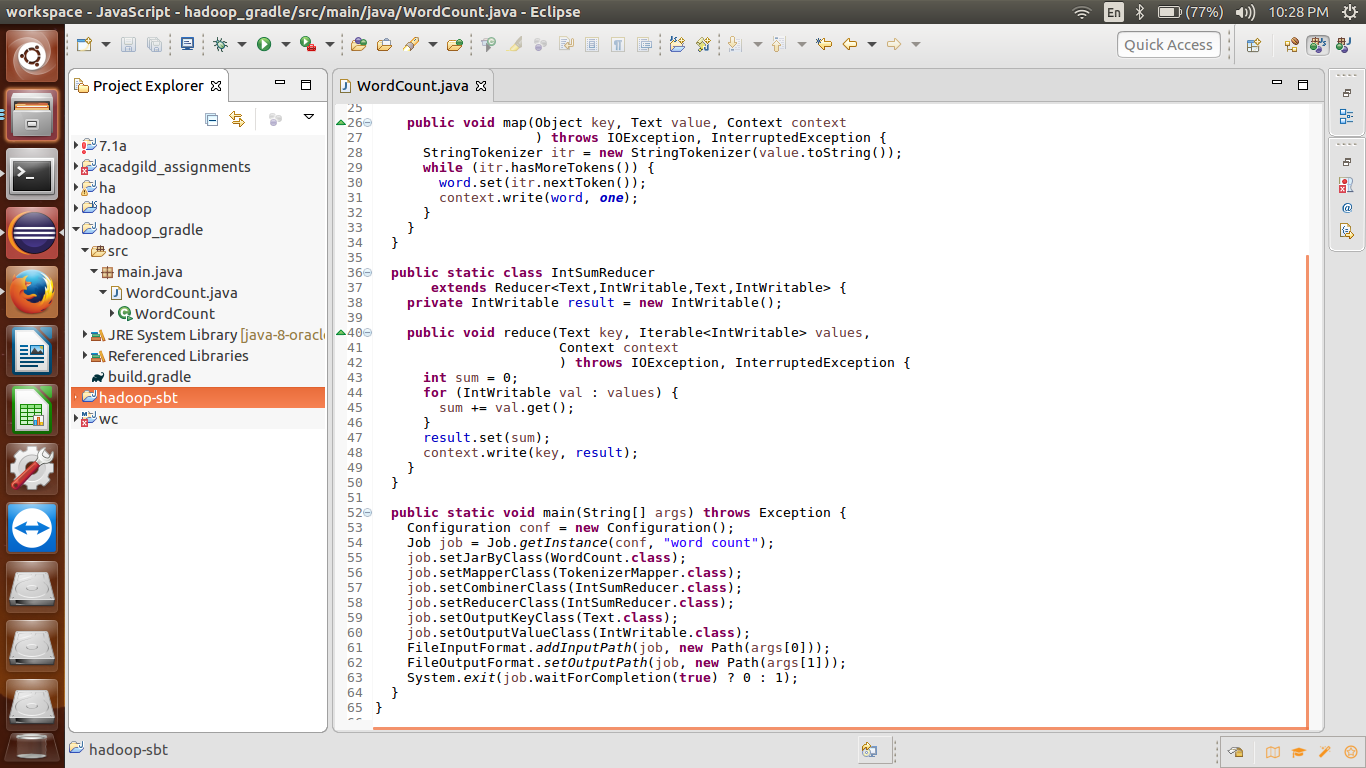 workspace - JavaScript - hadoop_gradle/src/main/java/WordCount.java - Eclipse
En (77%) 10:28 PM
Quick Access
Project Explorer
7.1a
acadgild_assignments
ha
hadoop
hadoop_gradle
src
main.java
WordCount.java
WordCount
JRE System Library [java-8-oracl
Referenced Libraries
build.gradle
hadoop-sbt
wc
WordCount.java
25
26 public void map(Object key, Text value, Context context
27 ) throws IOException, InterruptedException {
28 StringTokenizer itr = new StringTokenizer(value.toString());
29 while (itr.hasMoreTokens()) {
30 word.set(itr.nextToken());
31 context.write(word, one);
32 }
33 }
34 }
35
36 public static class IntSumReducer
37 extends Reducer<Text,IntWritable,Text,IntWritable> {
38 private IntWritable result = new IntWritable();
39
40 public void reduce(Text key, Iterable<IntWritable> values,
41 Context context
42 ) throws IOException, InterruptedException {
43 int sum = 0;
44 for (IntWritable val : values) {
45 sum += val.get();
46 }
47 result.set(sum);
48 context.write(key, result);
49 }
50 }
51
52 public static void main(String[] args) throws Exception {
53 Configuration conf = new Configuration();
54 Job job = Job.getInstance(conf, "word count");
55 job.setJarByClass(WordCount.class);
56 job.setMapperClass(TokenizerMapper.class);
57 job.setCombinerClass(IntSumReducer.class);
58 job.setReducerClass(IntSumReducer.class);
59 job.setOutputKeyClass(Text.class);
60 job.setOutputValueClass(IntWritable.class);
61 FileInputFormat.addInputPath(job, new Path(args[0]));
62 FileOutputFormat.setOutputPath(job, new Path(args[1]));
63 System.exit(job.waitForCompletion(true) ? 0 : 1);
64 }
65 }
hadoop-sbt